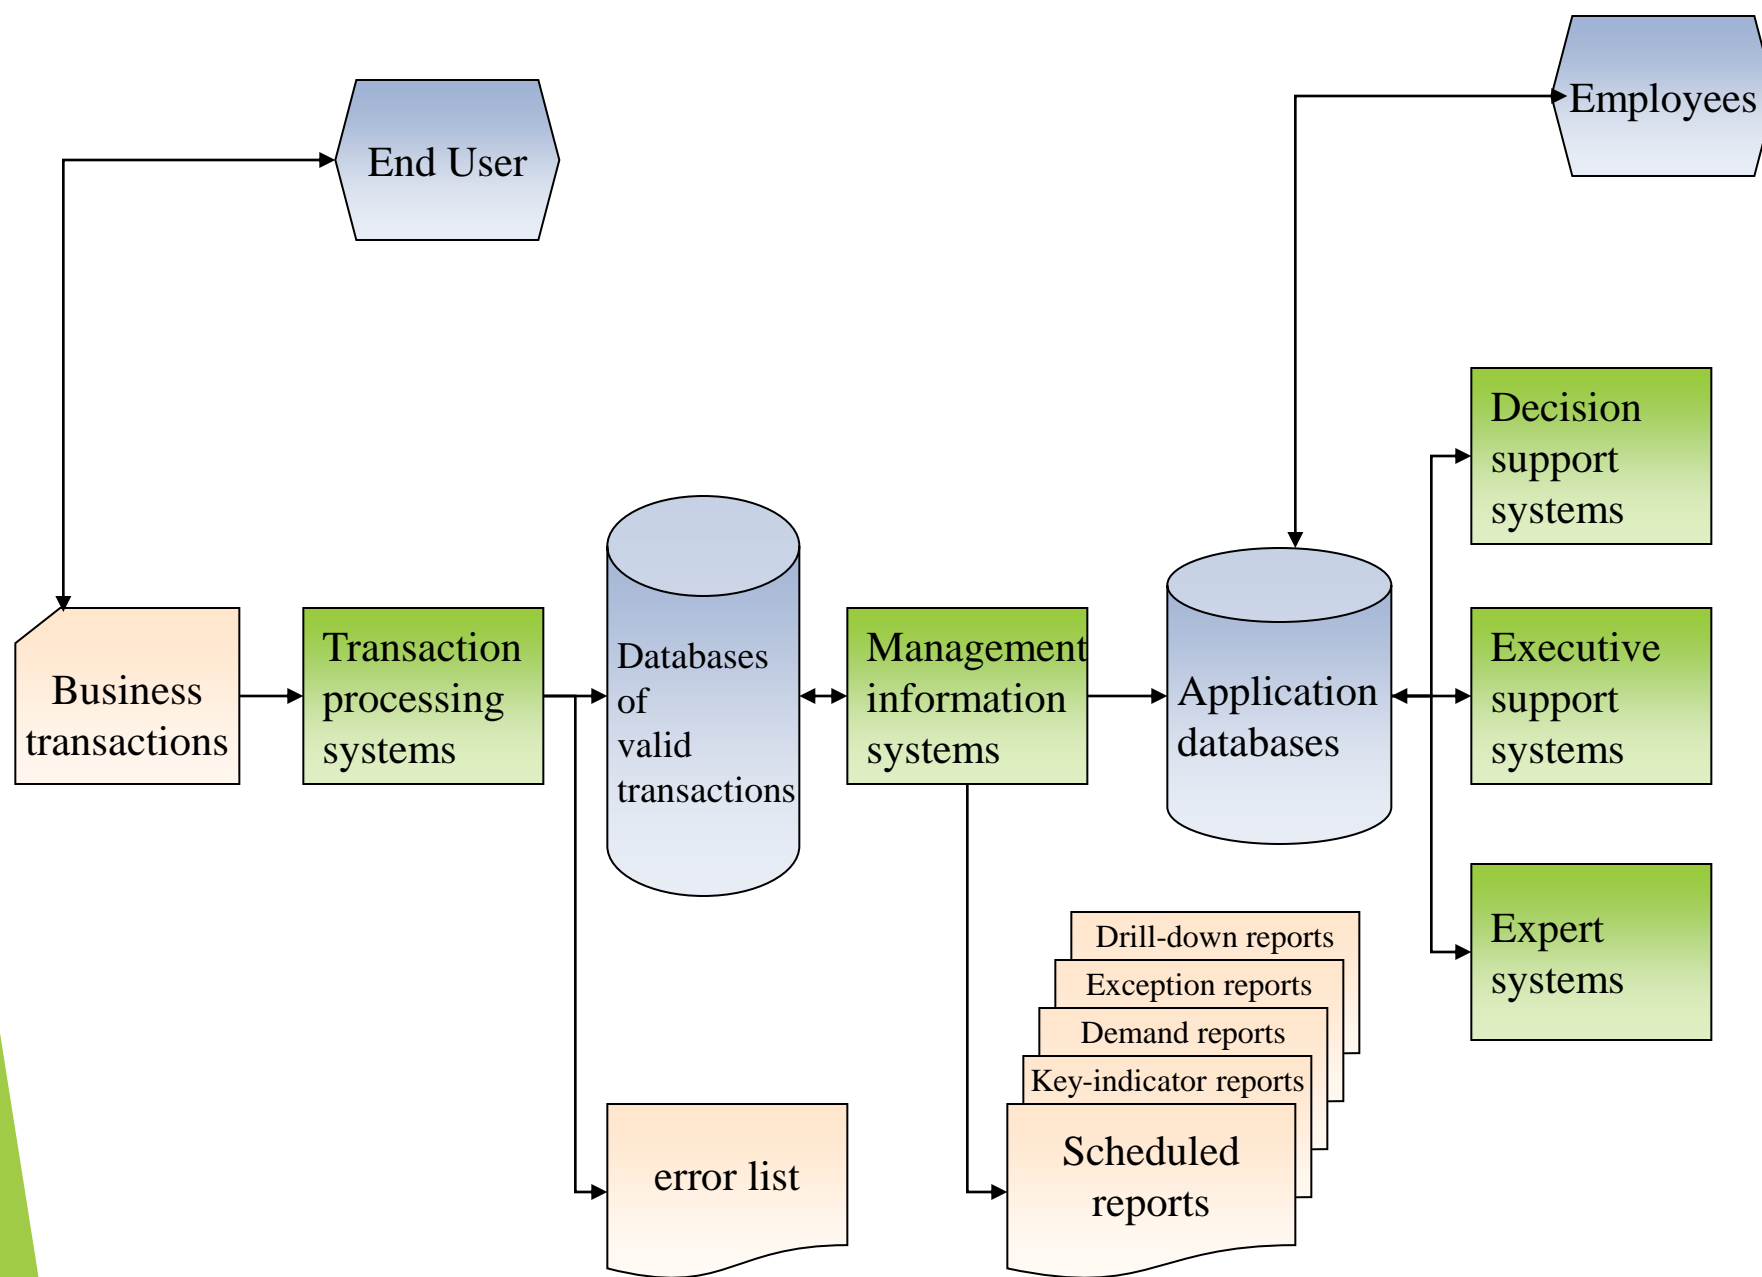 Employees
End User
Decision
support
systems
Business
transactions
Transaction
processing
systems
Databases
of
valid
transactions
Management
information
systems
Application
databases
Executive
support
systems
Expert
systems
Drill-down reports
Exception reports
Demand reports
Key-indicator reports
Scheduled
reports
error list